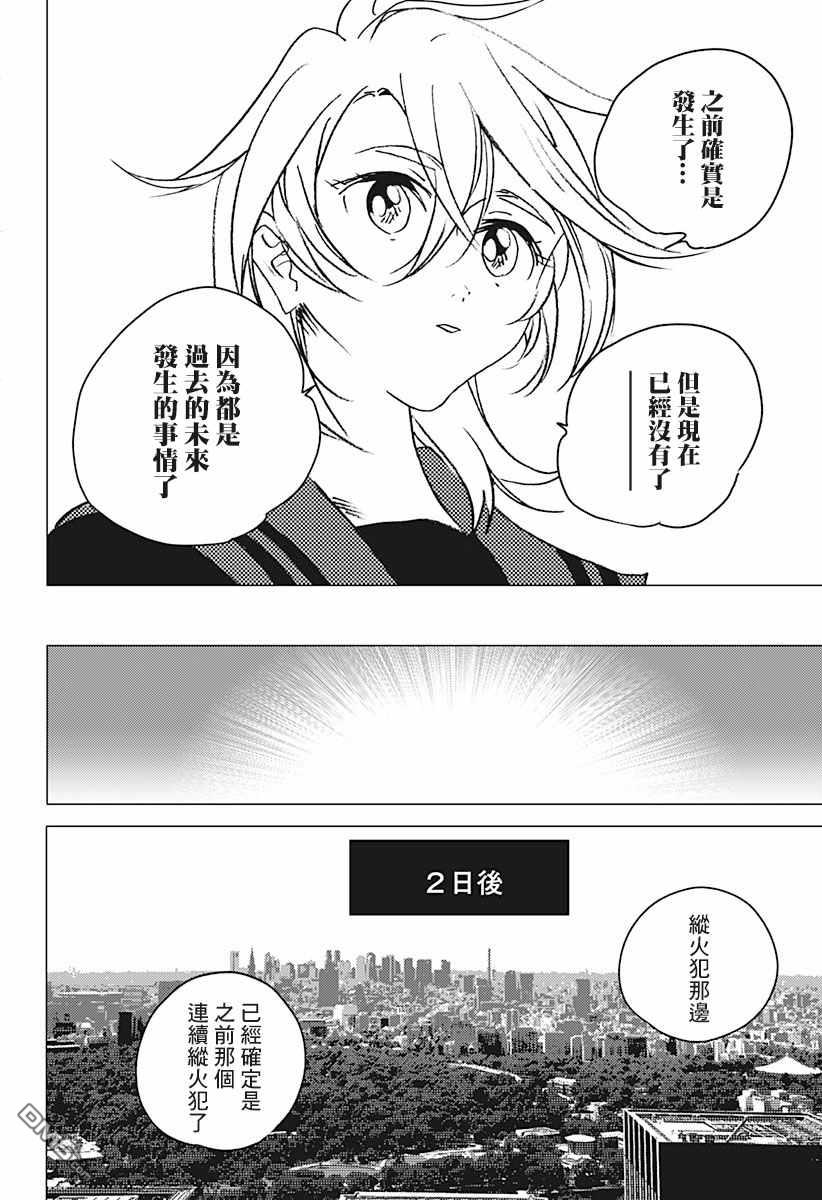 之前確實是
發生了…
但是現在
已經沒有了——
因為都是
過去的未來
發生的事情了
2日後
縱火犯那邊
已經確定是
之前那個
連續縱火犯了